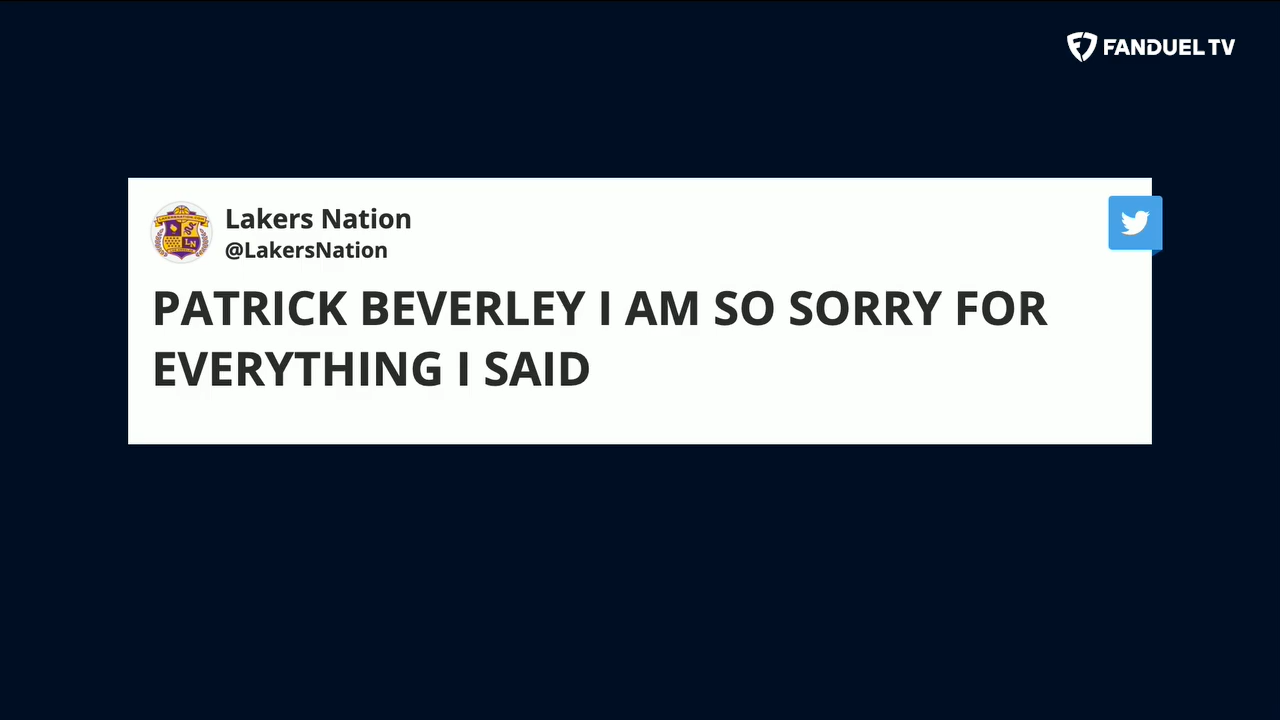 FANDUEL TV
Lakers Nation
@LakersNation
PATRICK BEVERLEY I AM SO SORRY FOR
EVERYTHING I SAID